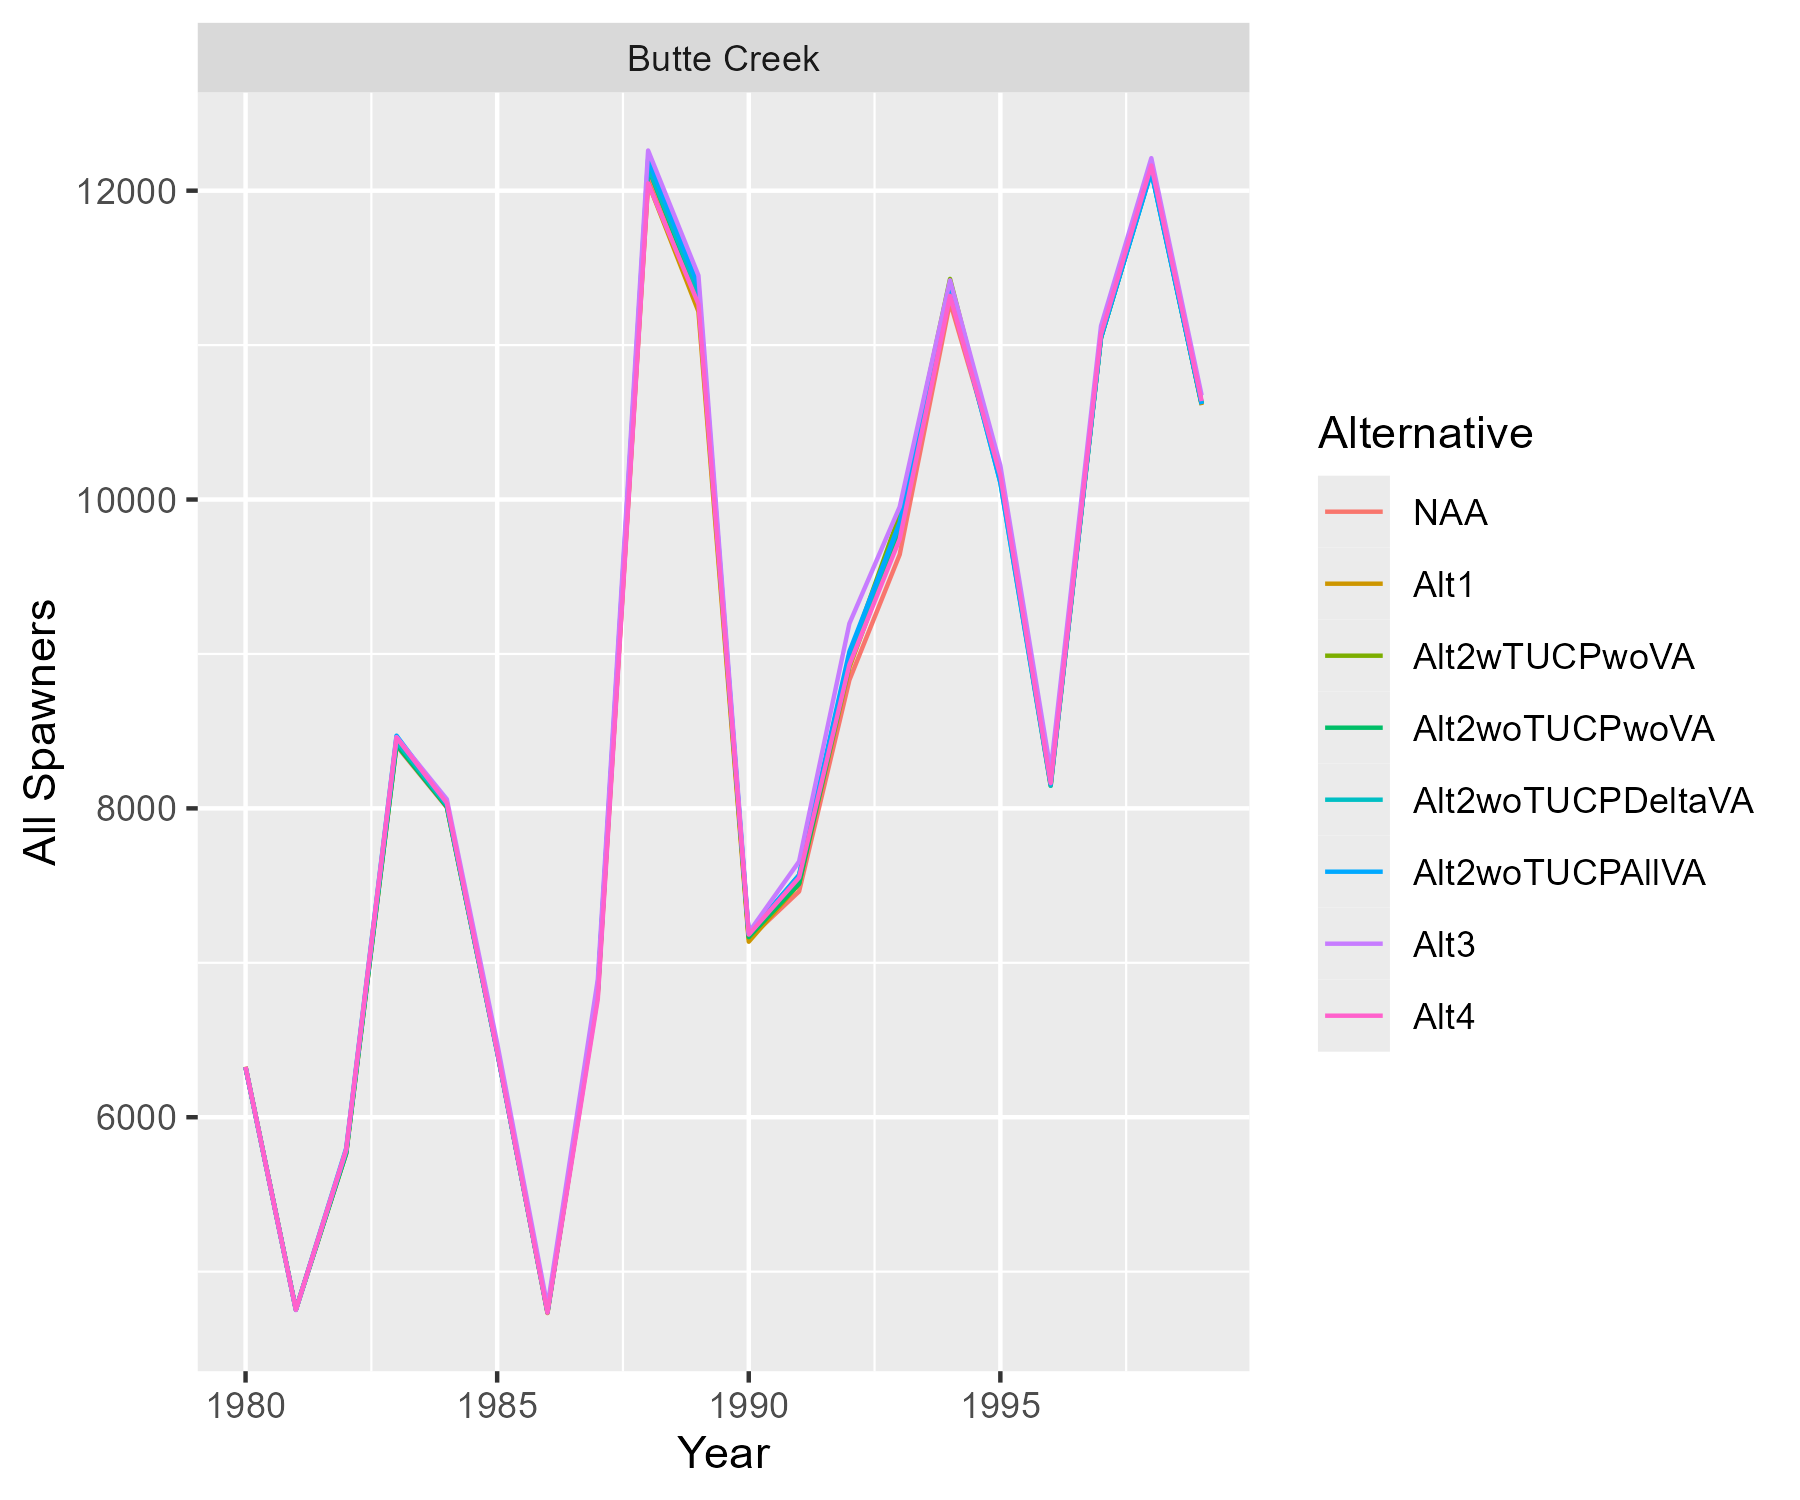 Butte Creek
All Spawners
12000
10000
8000
6000
1980
1985
1990
1995
Year
Alternative
NAA
Alt1
Alt2wTUCPwoVA
Alt2woTUCPwoVA
Alt2woTUCPDeltaVA
Alt2woTUCPAllVA
Alt3
Alt4